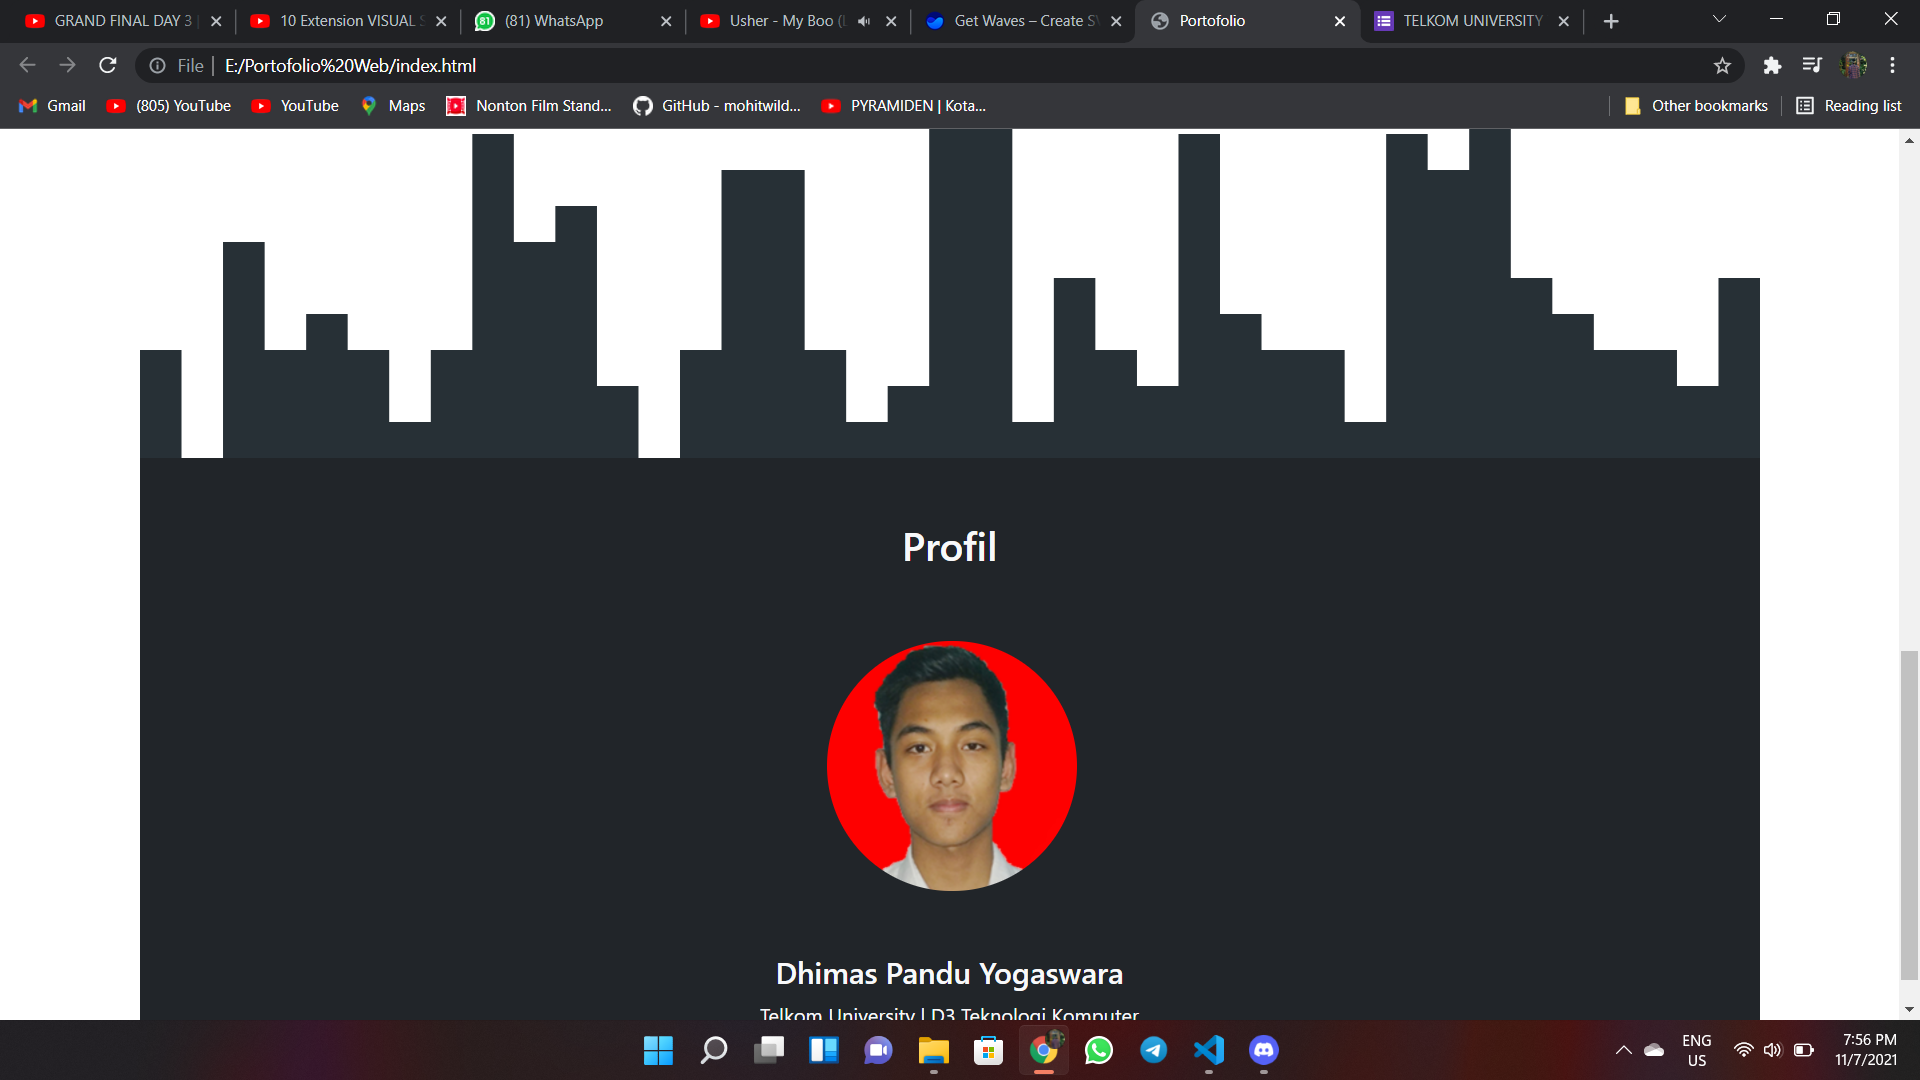 GRAND FINAL DAY 3
10 Extension VISUAL S
(81) WhatsApp
Usher - My Boo (L
Get Waves – Create SV
Portofolio
TELKOM UNIVERSITY
File | E:/Portofolio%20Web/index.html
Gmail
(805) YouTube
YouTube
Maps
Nonton Film Stand...
GitHub - mohitwild...
PYRAMIDEN | Kota...
Other bookmarks
Reading list
Profil
Dhimas Pandu Yogaswara
Telkom University | D3 Teknologi Komputer
ENG
US
7:56 PM
11/7/2021